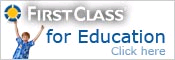 FIRSTCLASS
for Education
Click here